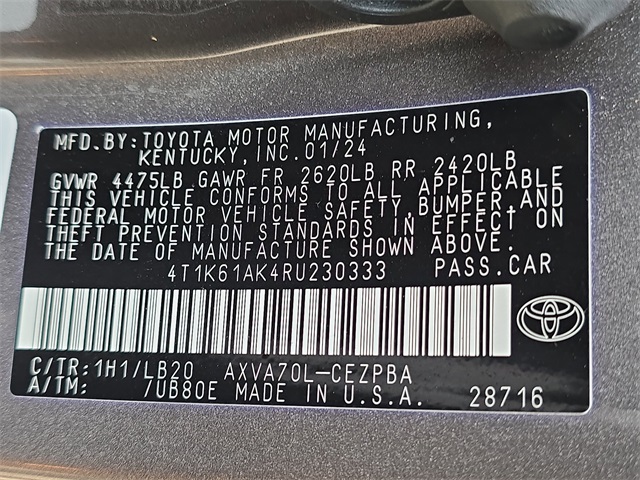 MFD.BY:TOYOTA MOTOR MANUFACTURING,
KENTUCKY, INC.01/24
GVWR 4475LB GAWR FR 2620LB RR 2420LB
THIS VEHICLE CONFORMS TO ALL APPLICABLE
FEDERAL MOTOR VEHICLE SAFETY, BUMPER, AND
THEFT PREVENTION STANDARDS IN EFFECT ON
THE DATE OF MANUFACTURE SHOWN ABOVE.
4T1K61AK4RU230333 PASS.CAR
C/TR:1H1/LB20 AXVA70L-CEZPBA
A/TM: /UB80E MADE IN U.S.A. 28716